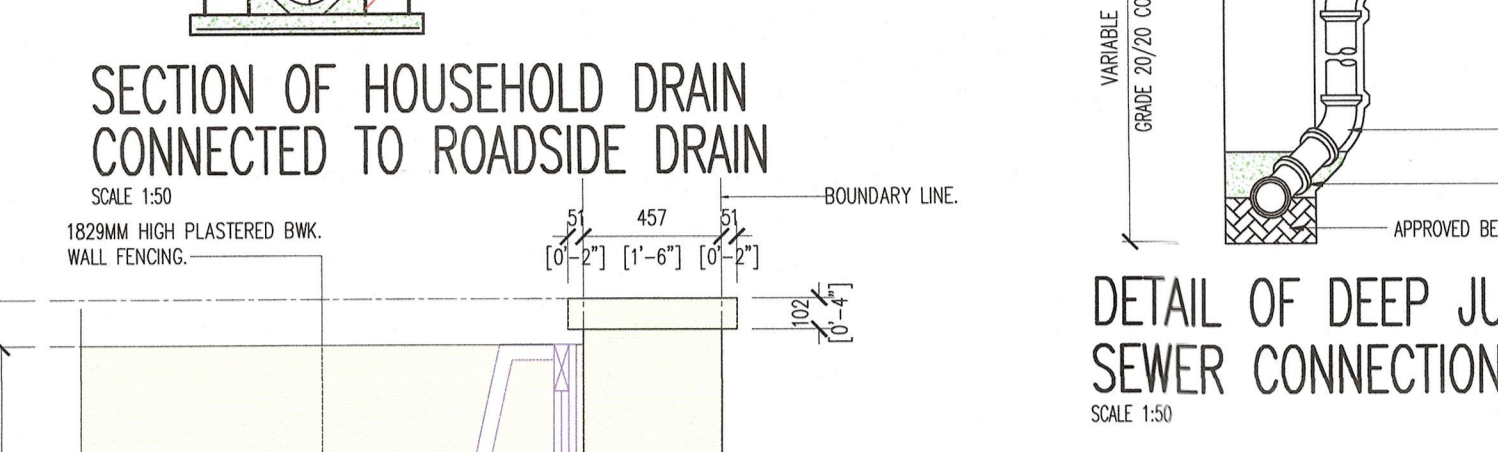 SECTION OF HOUSEHOLD DRAIN
CONNECTED TO ROADSIDE DRAIN
SCALE 1:50
1829MM HIGH PLASTERED BWK.
WALL FENCING.
BOUNDARY LINE.
51 457 51
[0'-2"] [1'-6"] [0'-2"]
102
[0'-4"]
VARIABLE
GRADE 20/20 CO
APPROVED BE
DETAIL OF DEEP JU
SEWER CONNECTION
SCALE 1:50